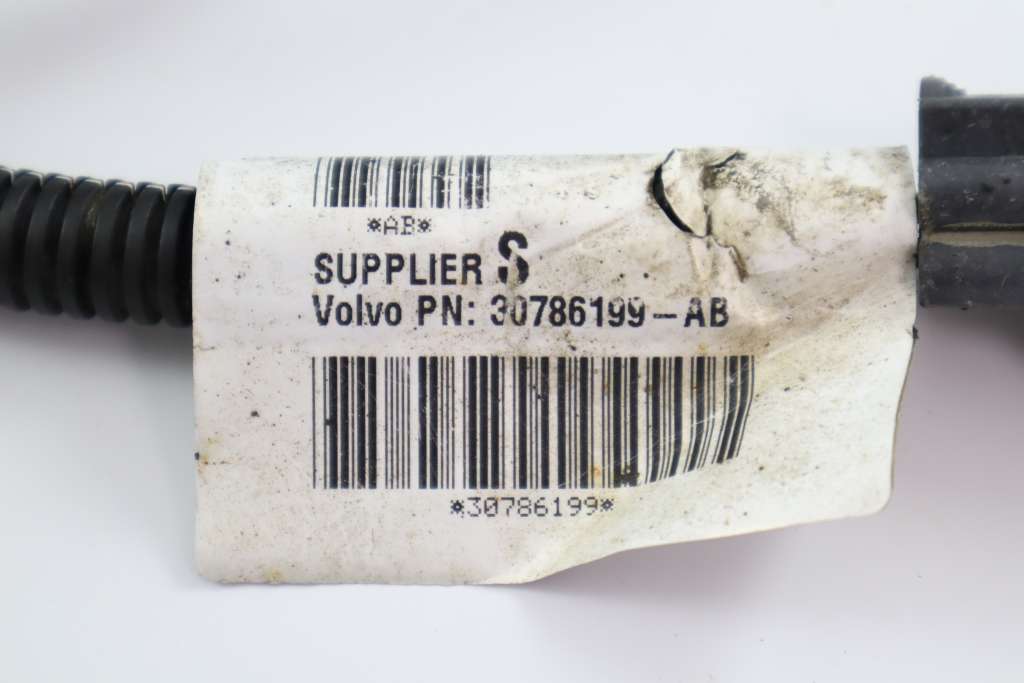 *AB*
SUPPLIER S
Volvo PN: 30786199-AB
*30786199*